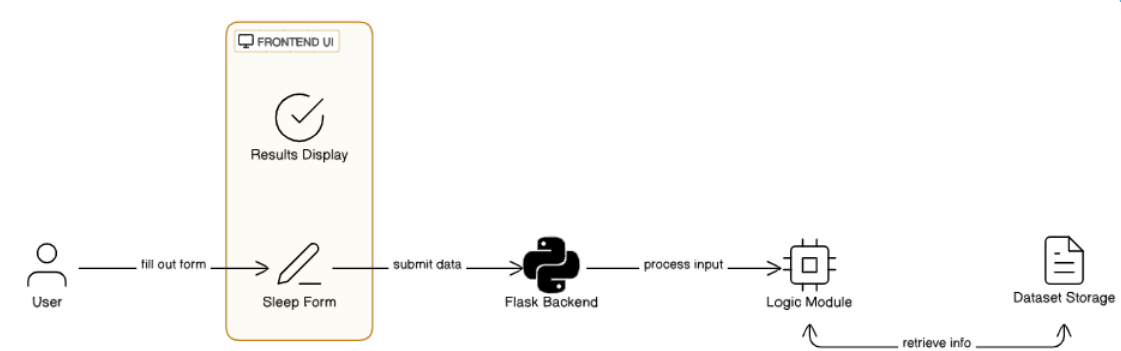 FRONTEND UI
Results Display
fill out form
submit data
process input
User
Sleep Form
Flask Backend
Logic Module
Dataset Storage
retrieve info